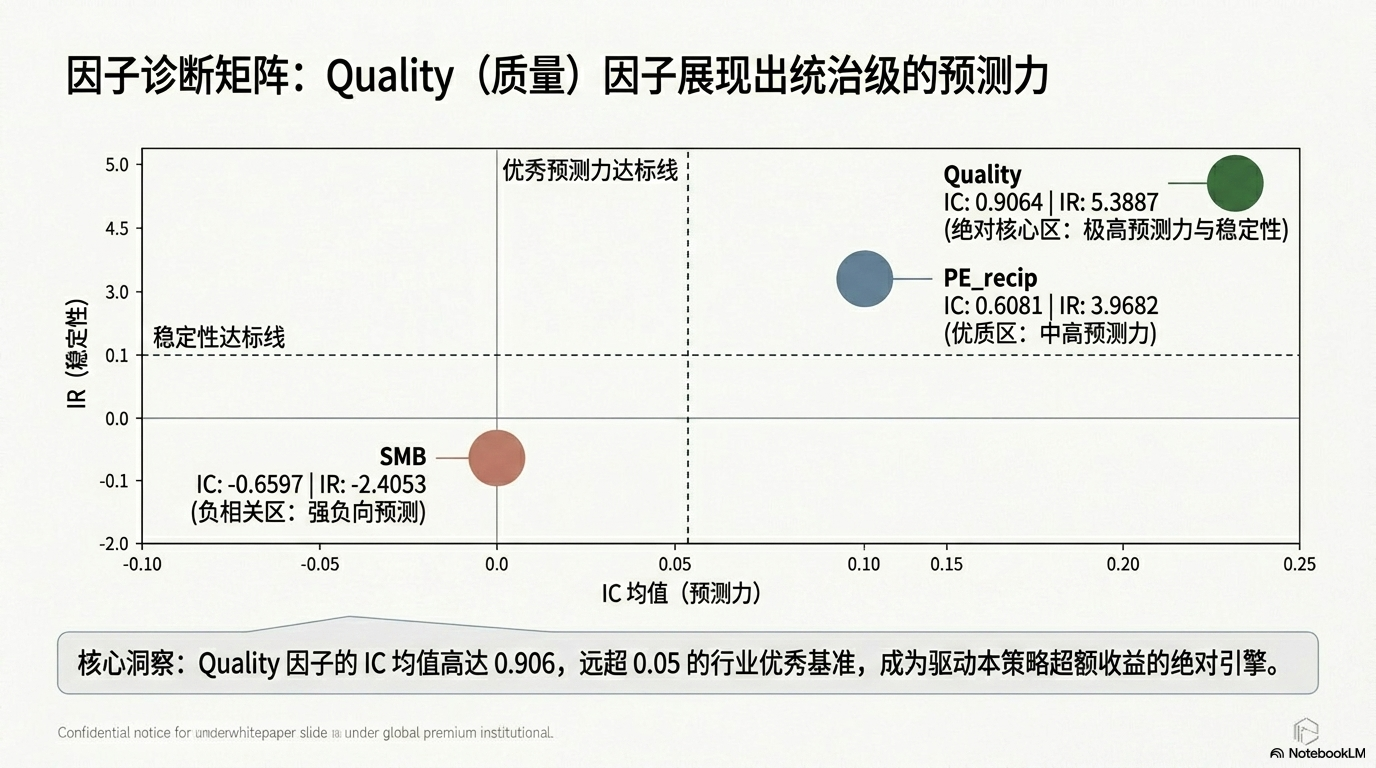 因子诊断矩阵：Quality（质量）因子展现出统治级的预测力
5.0
4.5
3.0
0.1
0.0
-0.1
-2.0
IR（稳定性）
优秀预测力达标线
稳定性达标线
Quality
IC: 0.9064 | IR: 5.3887
(绝对核心区：极高预测力与稳定性)
PE_recip
IC: 0.6081 | IR: 3.9682
(优质区：中高预测力)
SMB
IC: -0.6597 | IR: -2.4053
(负相关区：强负向预测)
-0.10 -0.05 0.0 0.05 0.10 0.15 0.20 0.25
IC 均值（预测力）
核心洞察：Quality 因子的 IC 均值高达 0.906，远超 0.05 的行业优秀基准，成为驱动本策略超额收益的绝对引擎。
Confidential notice for underwhitepaper slide under global premium institutional.
NotebookLM